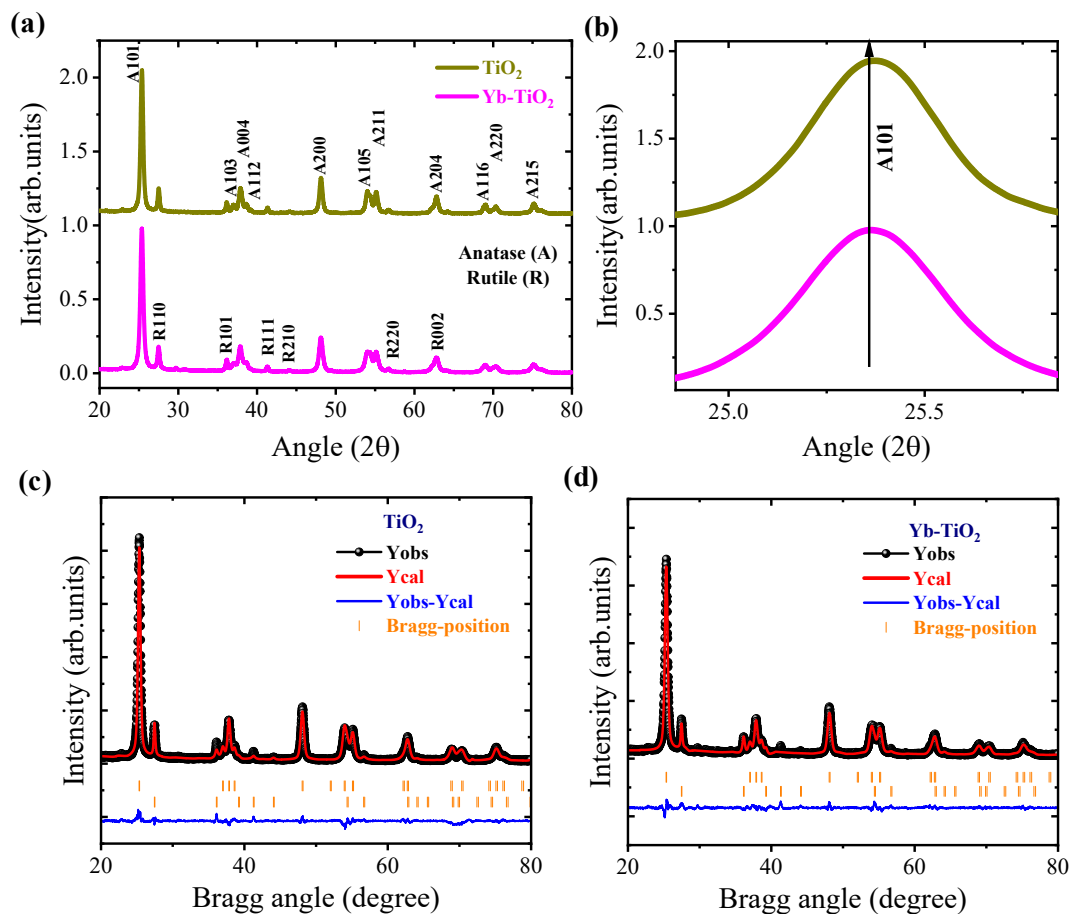 (a)
A101
TiO₂
Yb-TiO₂
A103
A004
A112
A200
A105
A211
A204
A116
A220
A215
Anatase (A)
Rutile (R)
R110
R101
R111
R210
R220
R002
2.0
1.5
1.0
0.5
0.0
20 30 40 50 60 70 80
Intensity(arb.units)
Angle (2θ)
(b)
2.0
1.5
1.0
0.5
0.0
A101
25.0 25.5
Intensity(arb.units)
Angle (2θ)
(c)
TiO₂
Yobs
Ycal
Yobs-Ycal
Bragg-position
20 40 60 80
Intensity (arb.units)
Bragg angle (degree)
(d)
Yb-TiO₂
Yobs
Ycal
Yobs-Ycal
Bragg-position
20 40 60 80
Intensity (arb.units)
Bragg angle (degree)